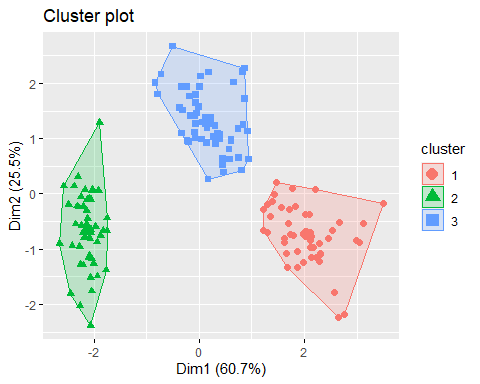 Cluster plot
Dim2 (25.5%)
2
1
0
-1
-2
-2
0
2
Dim1 (60.7%)
cluster
1
2
3